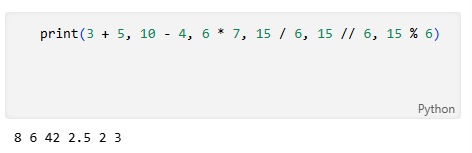 print(3 + 5, 10 - 4, 6 * 7, 15 / 6, 15 // 6, 15 % 6)
Python
8 6 42 2.5 2 3